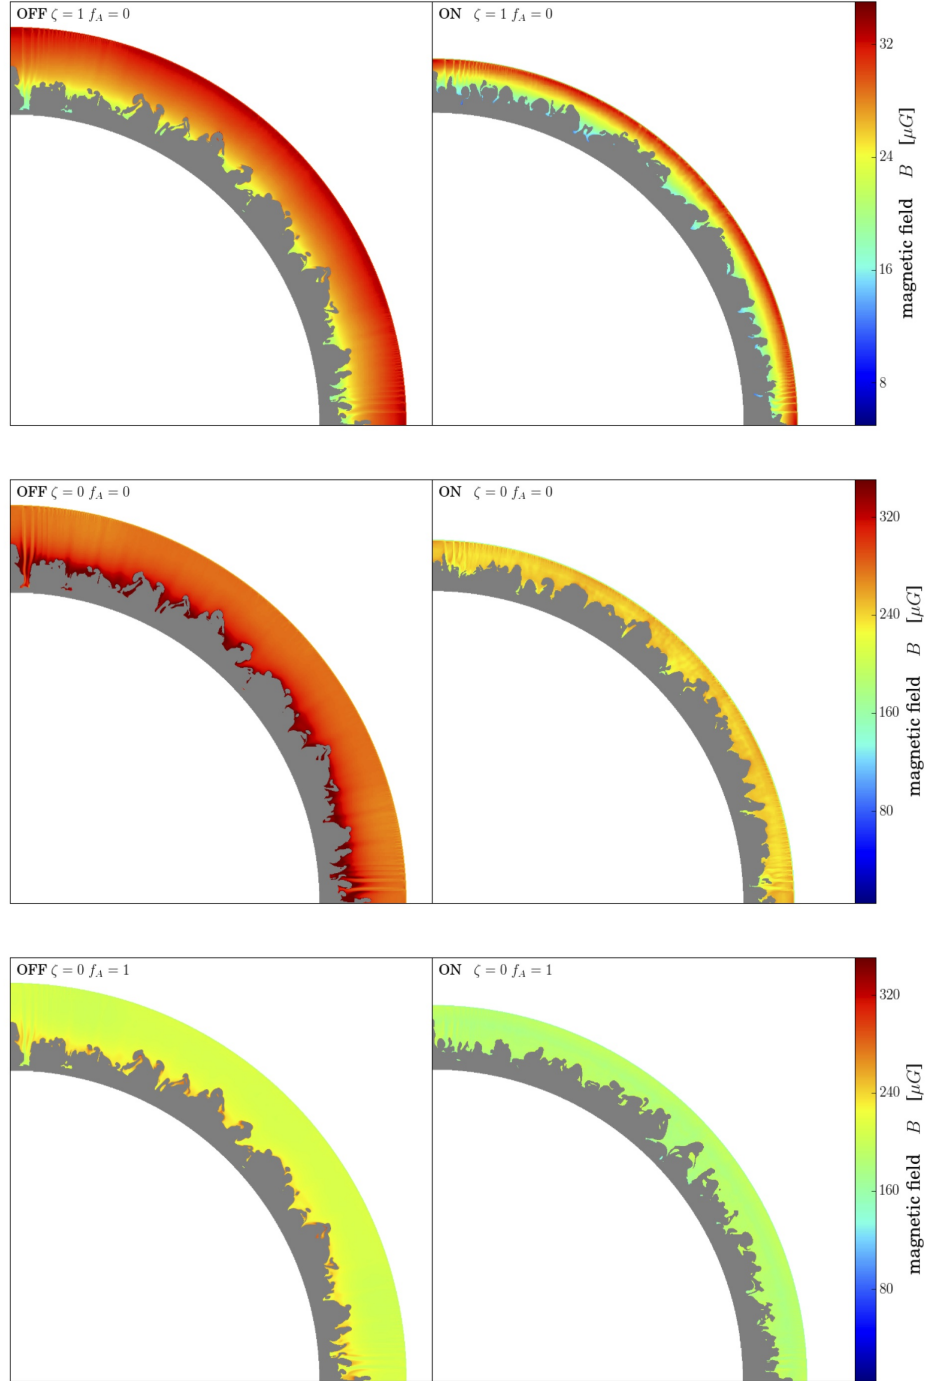 OFF ζ = 1 f_A = 0
ON ζ = 1 f_A = 0
32
24
16
8
magnetic field B [μG]
OFF ζ = 0 f_A = 0
ON ζ = 0 f_A = 0
320
240
160
80
magnetic field B [μG]
OFF ζ = 0 f_A = 1
ON ζ = 0 f_A = 1
320
240
160
80
magnetic field B [μG]